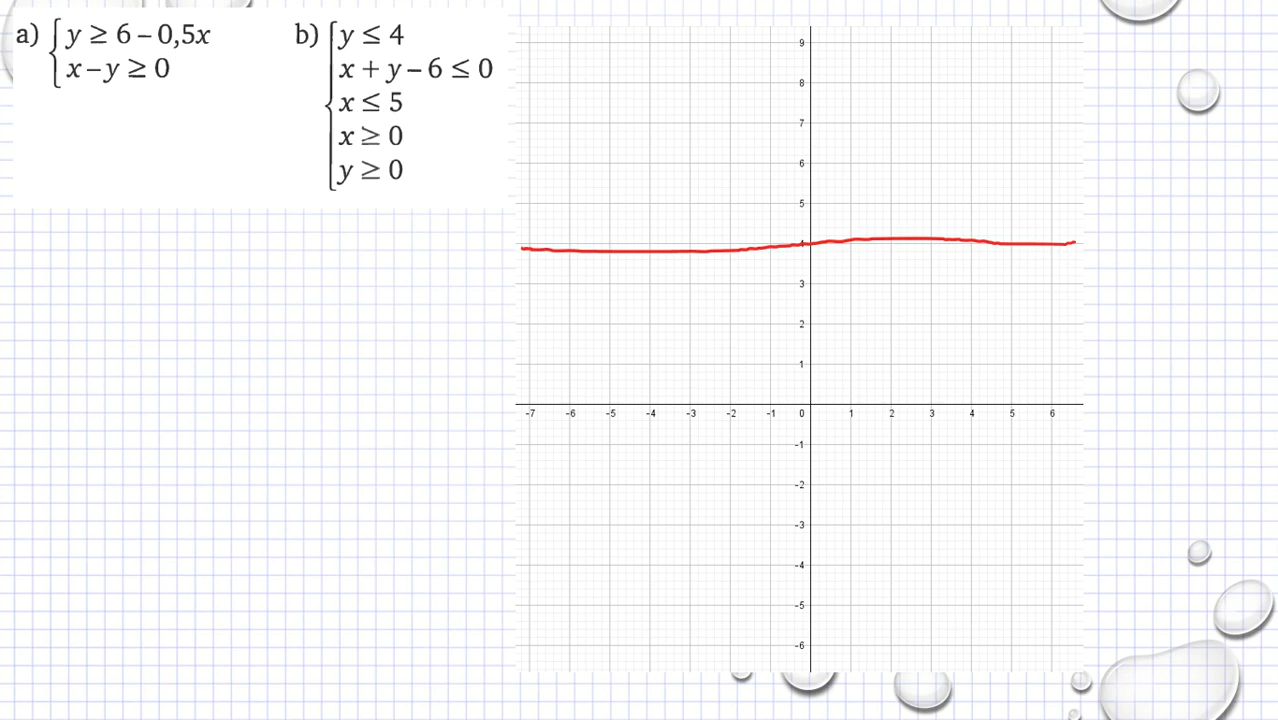 a) { y ≥ 6 – 0,5x
x – y ≥ 0
b) { y ≤ 4
x + y – 6 ≤ 0
x ≤ 5
x ≥ 0
y ≥ 0
9
8
7
6
5
4
3
2
1
-7 -6 -5 -4 -3 -2 -1 0 1 2 3 4 5 6
-1
-2
-3
-4
-5
-6